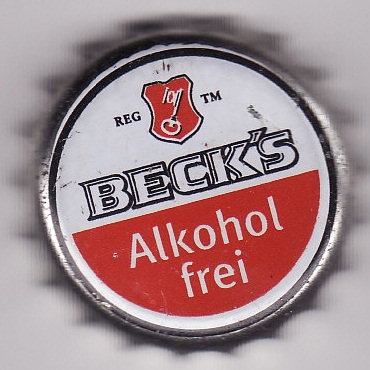 REG TM
BECK'S
Alkohol
frei